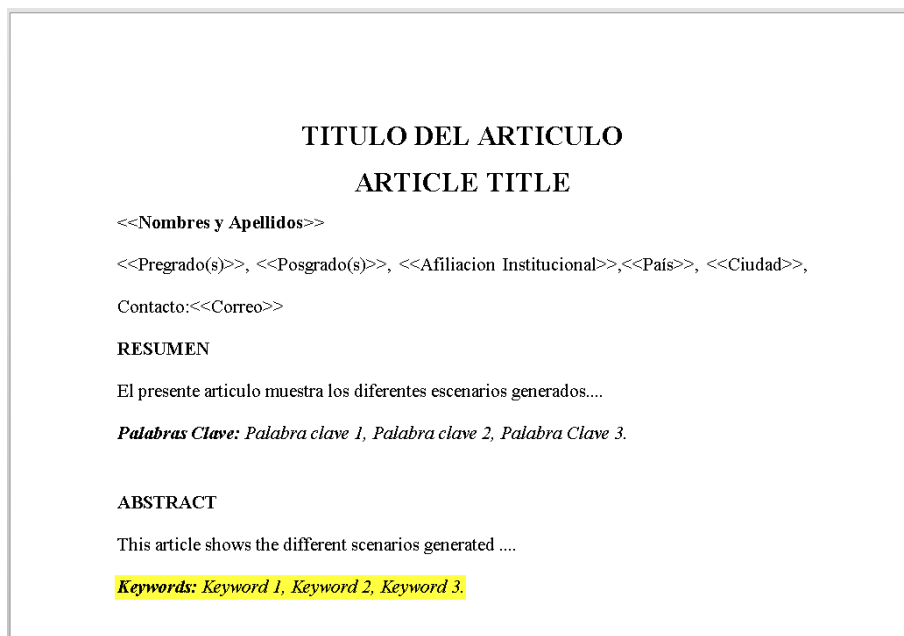 TITULO DEL ARTICULO
ARTICLE TITLE
<<Nombres y Apellidos>>
<<Pregrado(s)>>, <<Posgrado(s)>>, <<Afiliacion Institucional>>,<<País>>, <<Ciudad>>,
Contacto:<<Correo>>
RESUMEN
El presente articulo muestra los diferentes escenarios generados....
Palabras Clave: Palabra clave 1, Palabra clave 2, Palabra Clave 3.
ABSTRACT
This article shows the different scenarios generated ....
Keywords: Keyword 1, Keyword 2, Keyword 3.